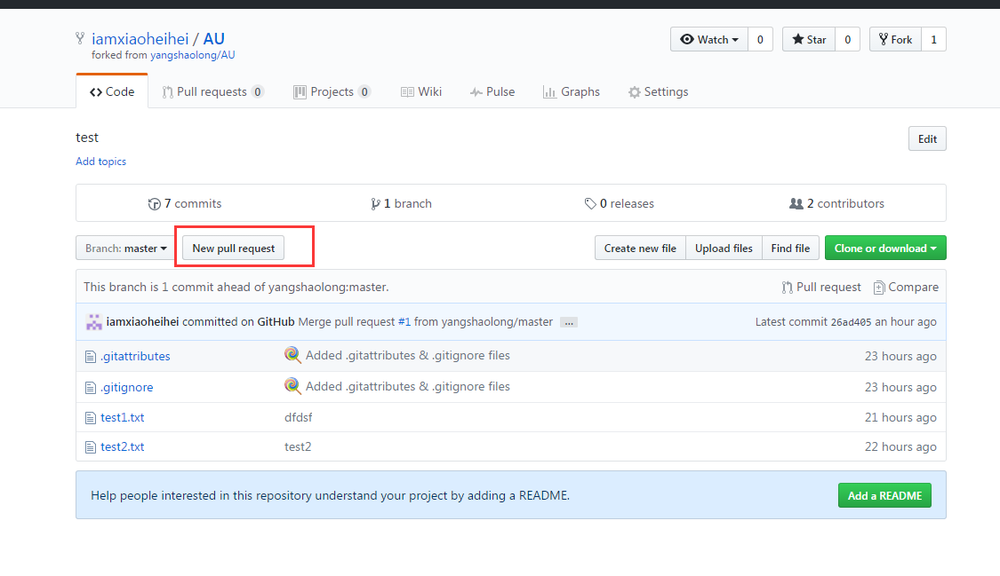 iamxiaoheihei / AU
forked from yangshaolong/AU
Watch 0 Star 0 Fork 1
Code Pull requests 0 Projects 0 Wiki Pulse Graphs Settings
test
Edit
Add topics
7 commits 1 branch 0 releases 2 contributors
Branch: master New pull request Create new file Upload files Find file Clone or download
This branch is 1 commit ahead of yangshaolong:master. Pull request Compare
iamxiaoheihei committed on GitHub Merge pull request #1 from yangshaolong/master ... Latest commit 26ad405 an hour ago
.gitattributes Added .gitattributes & .gitignore files 23 hours ago
.gitignore Added .gitattributes & .gitignore files 23 hours ago
test1.txt dfdsf 21 hours ago
test2.txt test2 22 hours ago
Help people interested in this repository understand your project by adding a README. Add a README